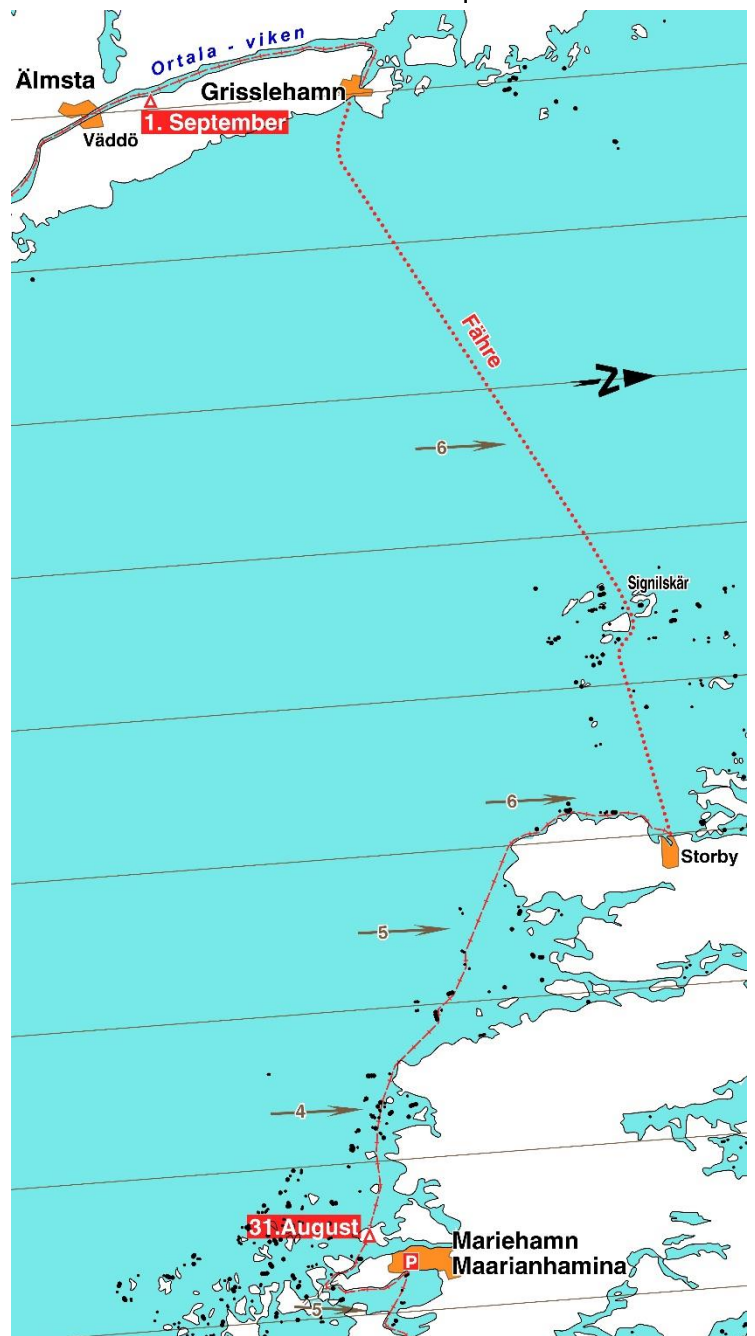 Ortala - viken
Älmsta
Grisslehamn
1. September
Väddö
Fähre
N
6
Signilskär
6
Storby
5
4
31.August
Mariehamn
Maarianhamina
P
5